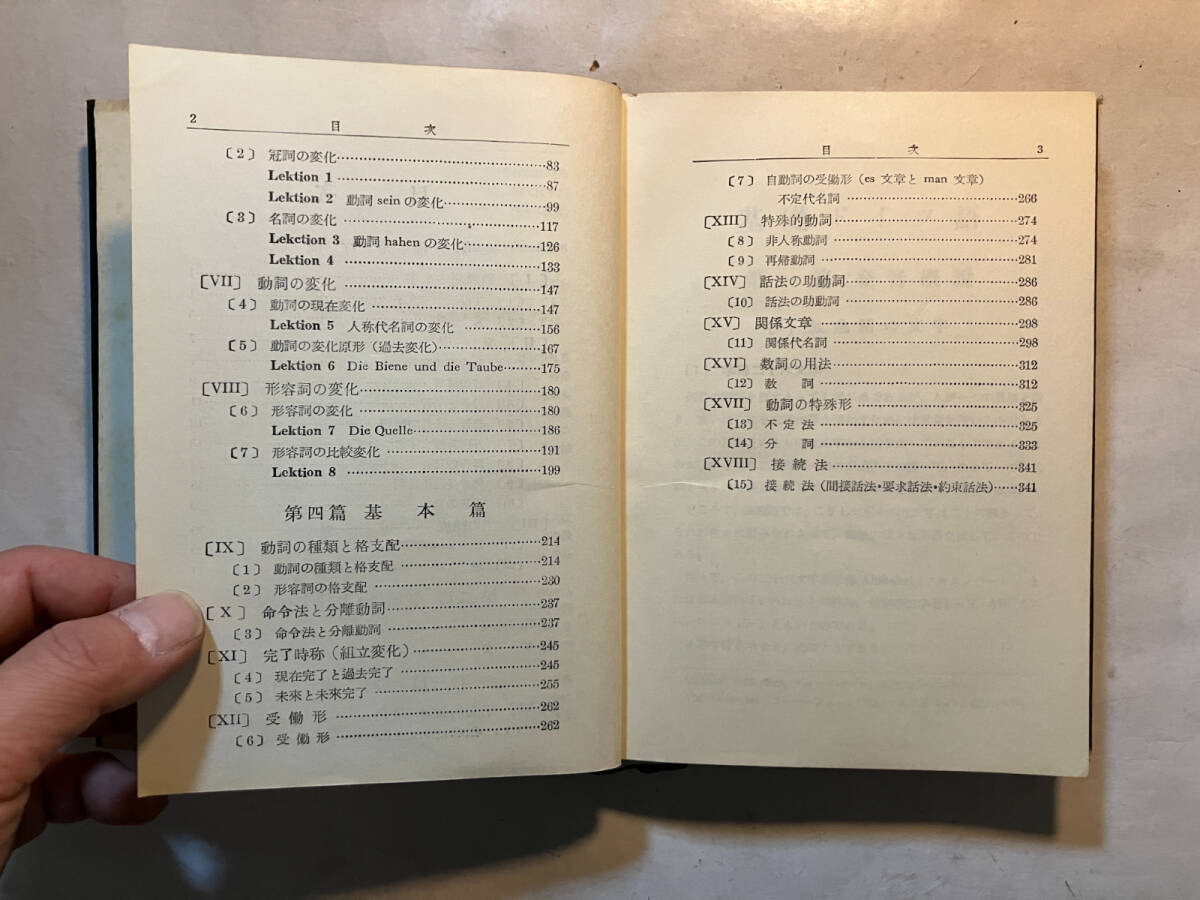 2
目 次
〔2〕 冠詞の変化……83
Lektion 1……87
Lektion 2 動詞 sein の変化……99
〔3〕 名詞の変化……117
Lekction 3 動詞 hahen の変化……126
Lektion 4……133
〔VII〕 動詞の変化……147
〔4〕 動詞の現在変化……147
Lektion 5 人称代名詞の変化……156
〔5〕 動詞の変化原形(過去変化)……167
Lektion 6 Die Biene und die Taube……175
〔VIII〕 形容詞の変化……180
〔6〕 形容詞の変化……180
Lektion 7 Die Quelle……186
〔7〕 形容詞の比較変化……191
Lektion 8……199
第四篇 基 本 篇
〔IX〕 動詞の種類と格支配……214
〔1〕 動詞の種類と格支配……214
〔2〕 形容詞の格支配……230
〔X〕 命令法と分離動詞……237
〔3〕 命令法と分離動詞……237
〔XI〕 完了時称(組立変化)……245
〔4〕 現在完了と過去完了……245
〔5〕 未來と未來完了……255
〔XII〕 受働形……262
〔6〕 受働形……262
目 次
3
〔7〕 自動詞の受働形(es 文章と man 文章)
不定代名詞……266
〔XIII〕 特殊的動詞……274
〔8〕 非人称動詞……274
〔9〕 再帰動詞……281
〔XIV〕 話法の助動詞……286
〔10〕 話法の助動詞……286
〔XV〕 関係文章……298
〔11〕 関係代名詞……298
〔XVI〕 数詞の用法……312
〔12〕 数 詞……312
〔XVII〕 動詞の特殊形……325
〔13〕 不定法……325
〔14〕 分 詞……333
〔XVIII〕 接続法……341
〔15〕 接続法(間接話法・要求話法・約束話法)……341